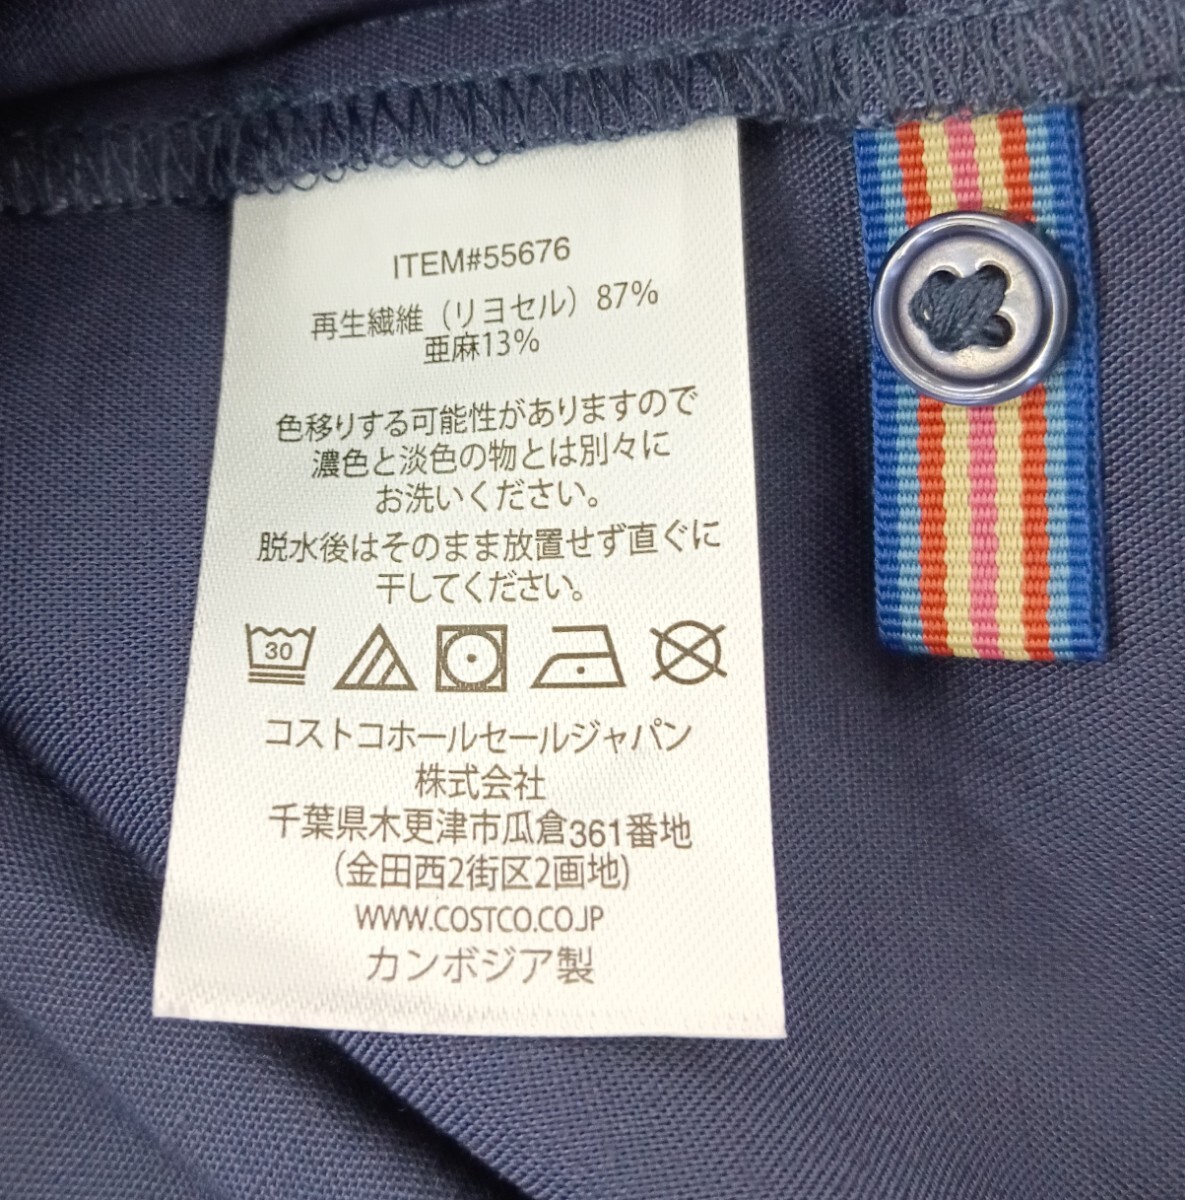 ITEM#55676
再生繊維（リヨセル）87%
亜麻13%
色移りする可能性がありますので
濃色と淡色の物とは別々に
お洗いください。
脱水後はそのまま放置せず直ぐに
干してください。
30
コストコホールセールジャパン
株式会社
千葉県木更津市瓜倉361番地
(金田西2街区2画地)
WWW.COSTCO.CO.JP
カンボジア製